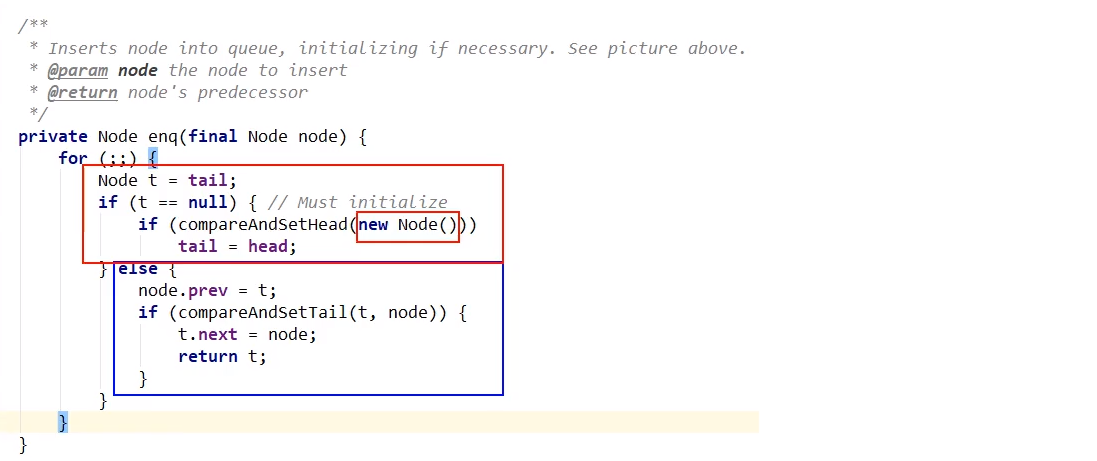 /**
 * Inserts node into queue, initializing if necessary. See picture above.
 * @param node the node to insert
 * @return node's predecessor
 */
private Node enq(final Node node) {
    for (;;) {
        Node t = tail;
        if (t == null) { // Must initialize
            if (compareAndSetHead(new Node()))
                tail = head;
        } else {
            node.prev = t;
            if (compareAndSetTail(t, node)) {
                t.next = node;
                return t;
            }
        }
    }
}